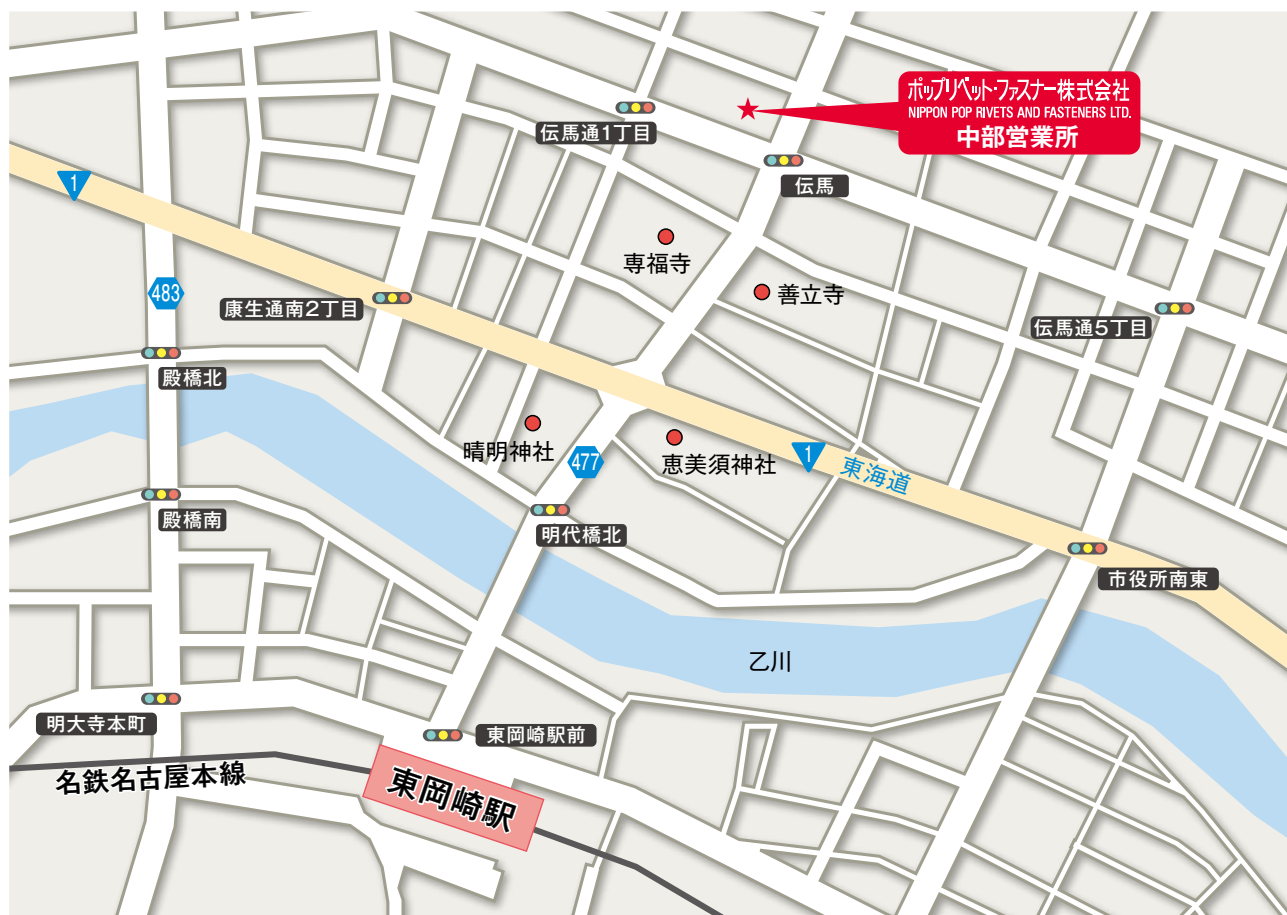 ポップリベット・ファスナー株式会社
NIPPON POP RIVETS AND FASTENERS LTD.
中部営業所
伝馬通1丁目
伝馬
1
専福寺
善立寺
483
康生通南2丁目
伝馬通5丁目
殿橋北
晴明神社
477
恵美須神社
1
東海道
殿橋南
明代橋北
市役所南東
乙川
明大寺本町
東岡崎駅前
名鉄名古屋本線
東岡崎駅